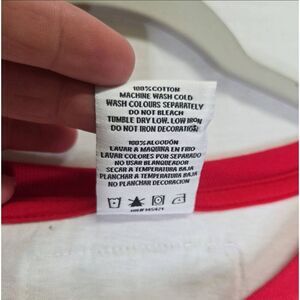 100% COTTON
MACHINE WASH COLD
WASH COLOURS SEPARATELY
DO NOT BLEACH
TUMBLE DRY LOW. LOW IRON
DO NOT IRON DECORATION
100% ALGODON
LAVAR A MAQUINA EN FRIO
LAVAR COLORES POR SEPARADO
NO USAR BLANQUEADOR
SECAR A TEMPERATURA BAJA
PLANCHAR A TEMPERATURA BAJA
NO PLANCHAR DECORACION